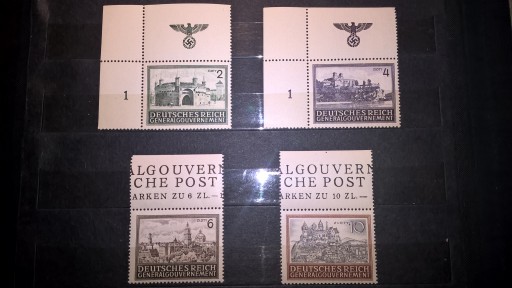 2
1
DEUTSCHES REICH
GENERALGOUVERNEMENT
4
1
DEUTSCHES REICH
GENERALGOUVERNEMENT
ALGOUVERN
CHE POST
ARKEN ZU 6 ZL.
6
DEUTSCHES REICH
GENERALGOUVERNEMENT
ALGOUVERN
CHE POST
ARKEN ZU 10 ZL.
10
DEUTSCHES REICH
GENERALGOUVERNEMENT